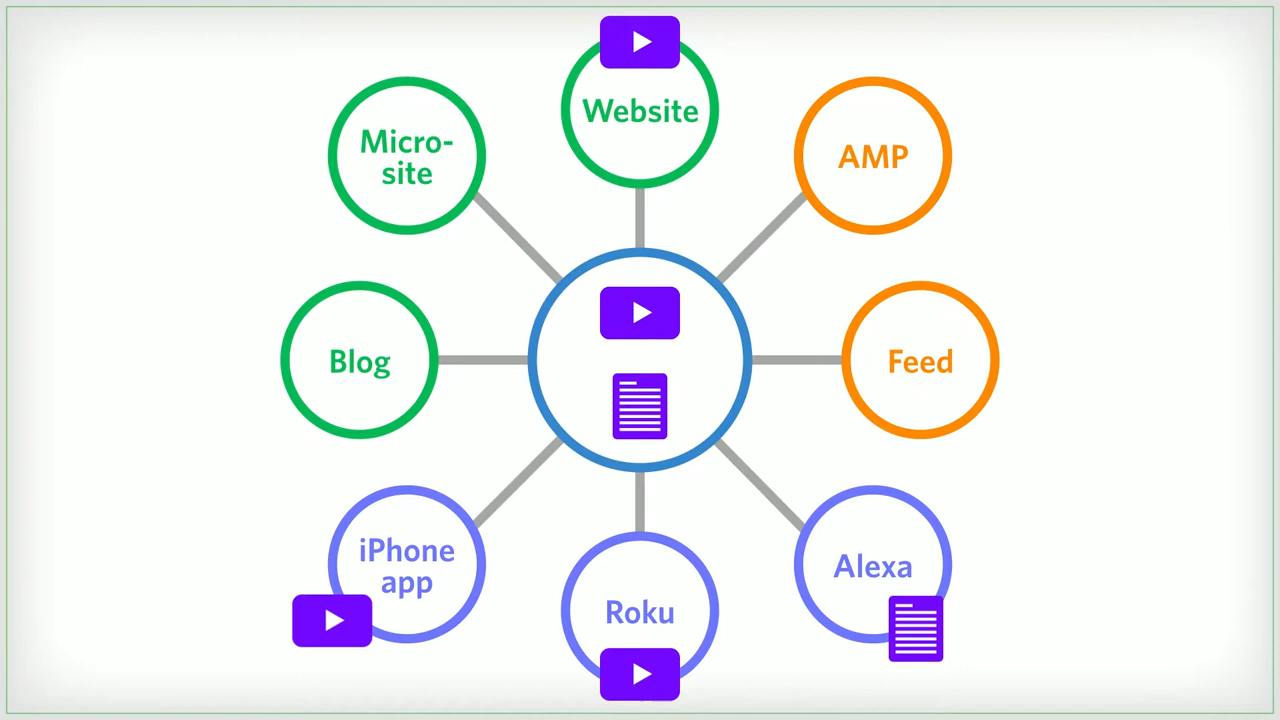 Website
Micro-
site
AMP
Blog
Feed
iPhone
app
Roku
Alexa